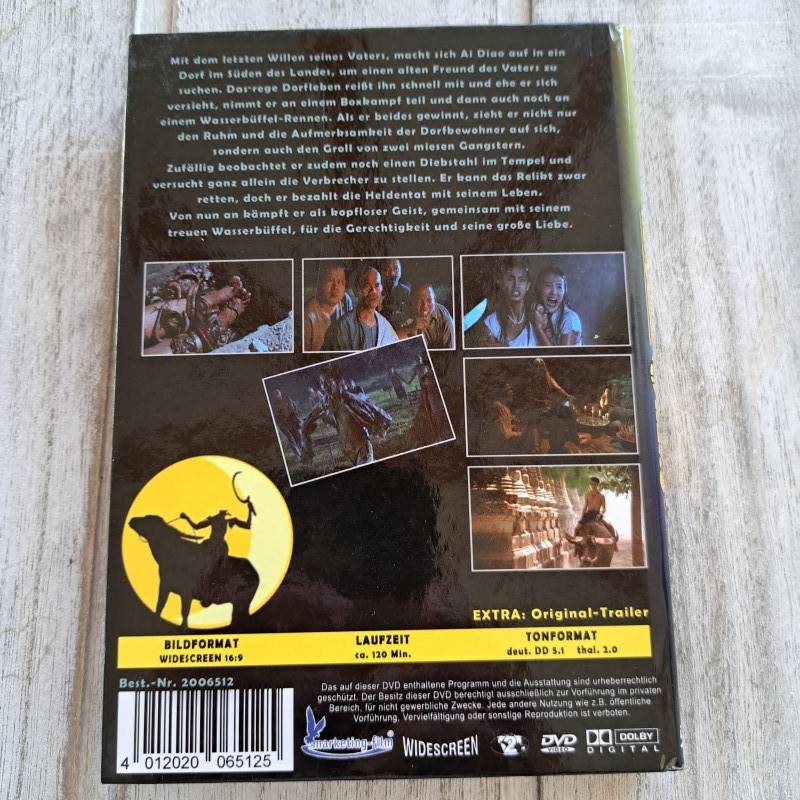 Mit dem letzten Willen seines Vaters, macht sich Ai Diao auf in ein
Dorf im Süden des Landes, um einen alten Freund des Vaters zu
suchen. Das rege Dorfleben reißt ihn schnell mit und ehe er sich
versieht, nimmt er an einem Boxkampf teil und dann auch noch an
einem Wasserbüffel-Rennen. Als er beides gewinnt, zieht er nicht nur
den Ruhm und die Aufmerksamkeit der Dorfbewohner auf sich,
sondern auch den Groll von zwei miesen Gangstern.
Zufällig beobachtet er zudem noch einen Diebstahl im Tempel und
versucht ganz allein die Verbrecher zu stellen. Er kann das Relikt zwar
retten, doch er bezahlt die Heldentat mit seinem Leben.
Von nun an kämpft er als kopfloser Geist, gemeinsam mit seinem
treuen Wasserbüffel, für die Gerechtigkeit und seine große Liebe.
EXTRA: Original-Trailer
BILDFORMAT
WIDESCREEN 16:9
LAUFZEIT
ca. 120 Min.
TONFORMAT
deut. DD 5.1 thai. 2.0
Best.-Nr. 2006512
Das auf dieser DVD enthaltene Programm und die Ausstattung sind urheberrechtlich
geschützt. Der Besitz dieser DVD berechtigt ausschließlich zur Vorführung im privaten
Bereich, für nicht gewerbliche Zwecke. Jede andere Nutzung wie z.B. öffentliche
Vorführung, Vervielfältigung oder sonstige Reproduktion ist verboten.
marketing-film
WIDESCREEN
2
DVD
VIDEO
DOLBY
DIGITAL
4 012020 065125